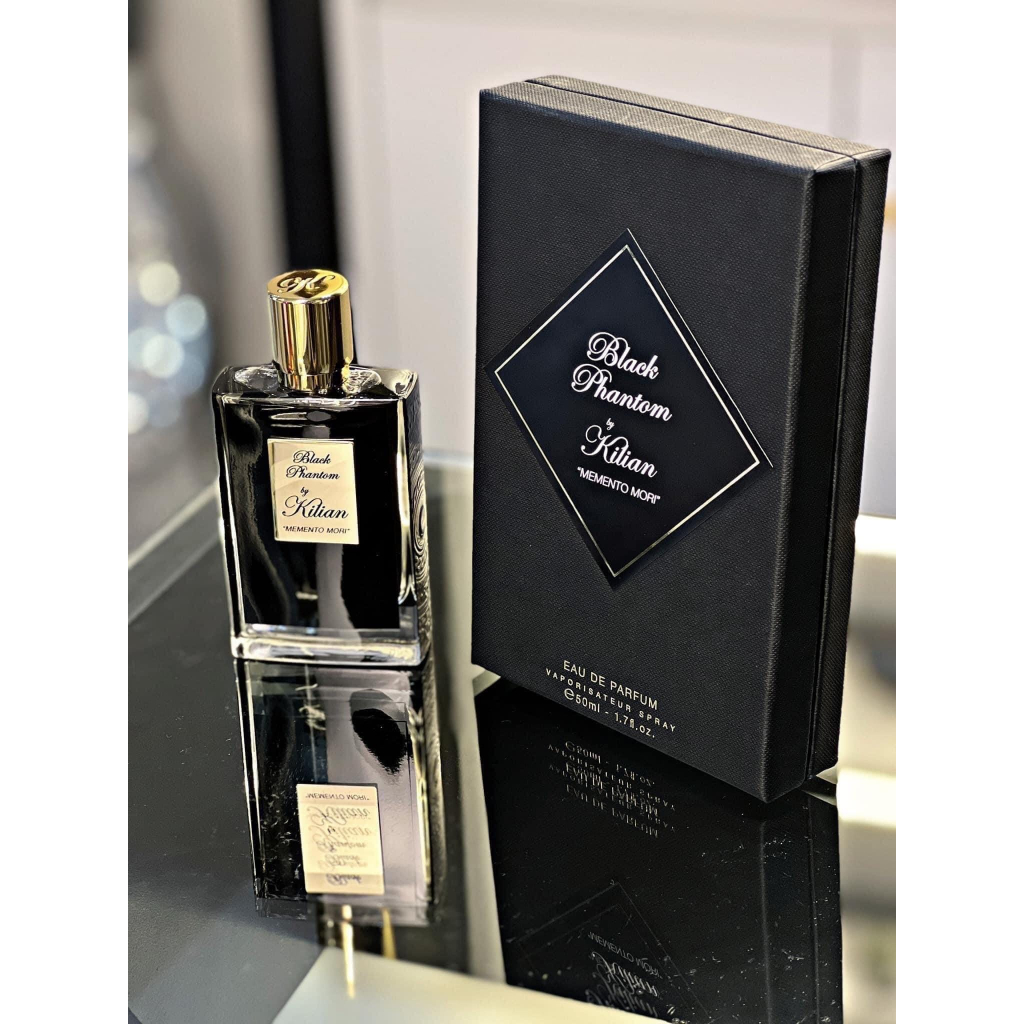 K
Black
Phantom
by
Kilian
"MEMENTO MORI"
Black
Phantom
by
Kilian
"MEMENTO MORI"
EAU DE PARFUM
VAPORISATEUR SPRAY
℮50ml - 1.7fl.oz.